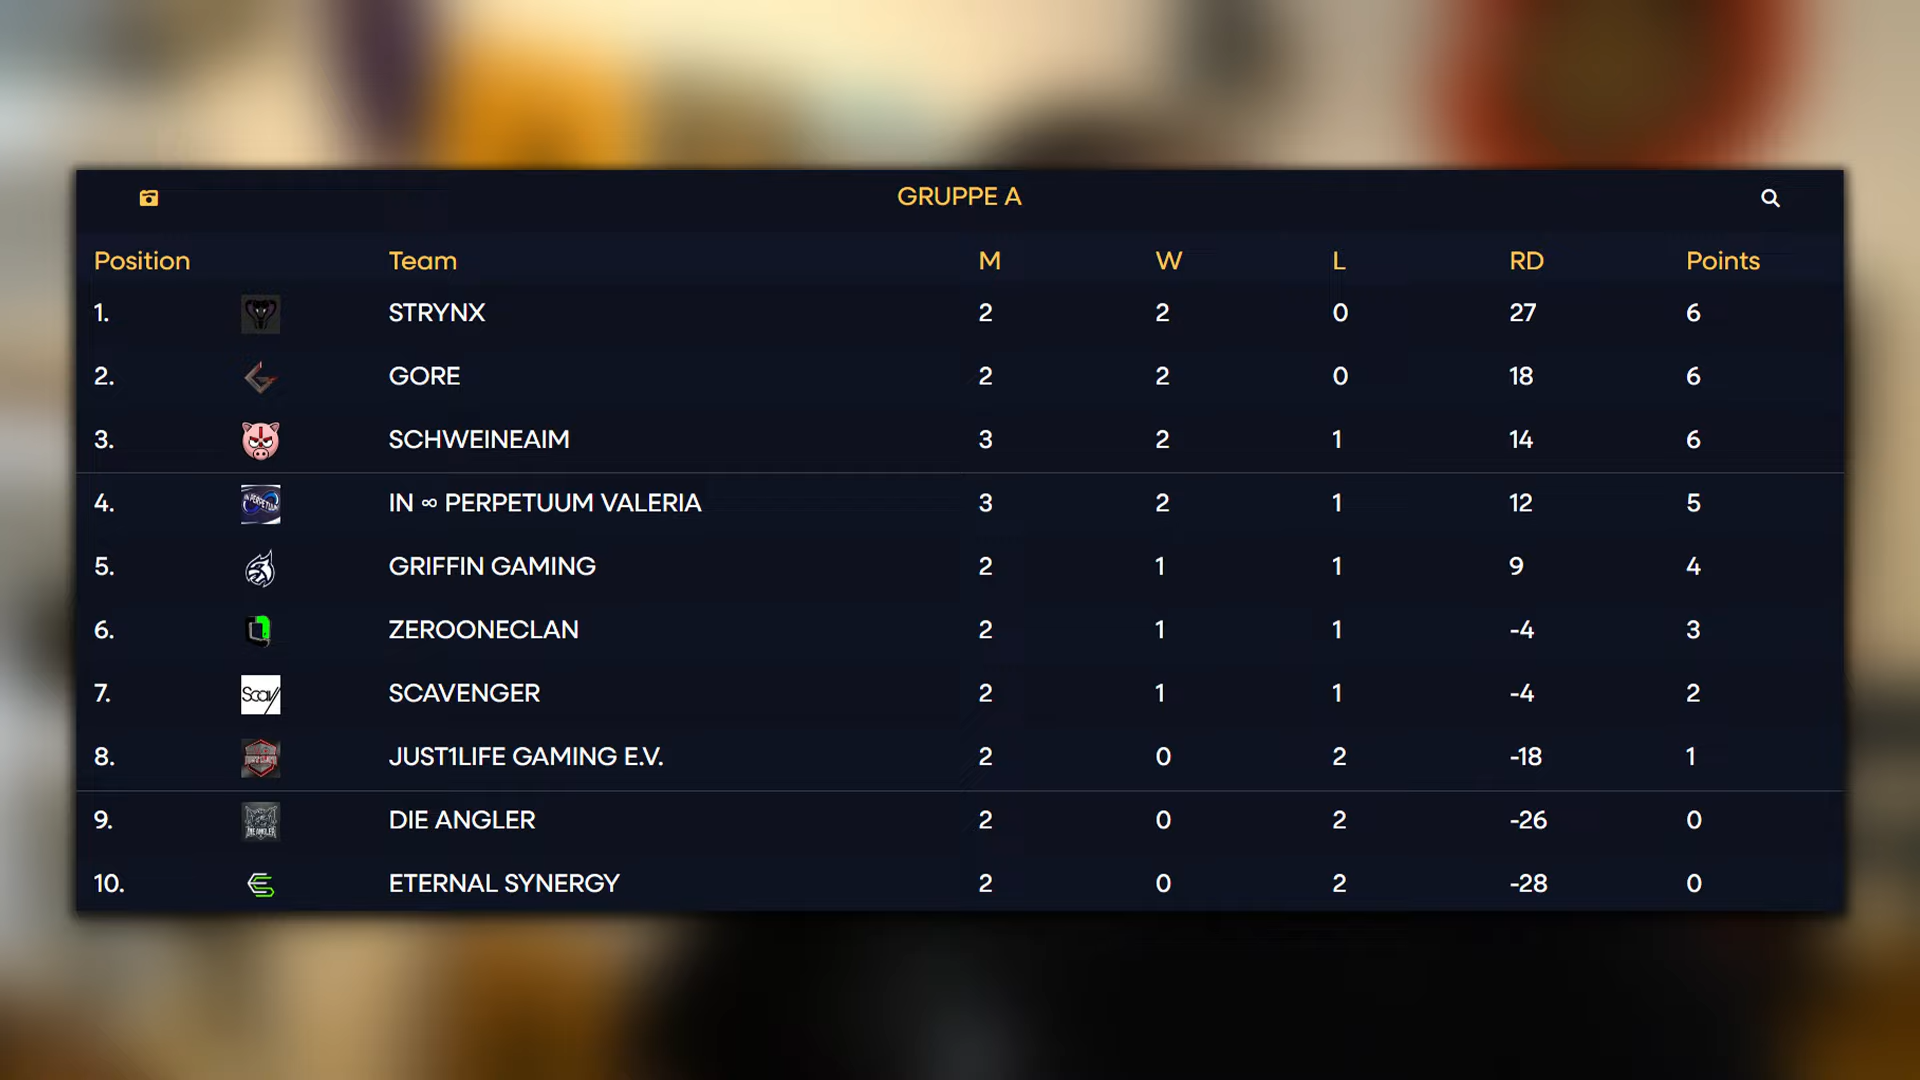 GRUPPE A
Position Team M W L RD Points
1. STRYNX 2 2 0 27 6
2. GORE 2 2 0 18 6
3. SCHWEINEAIM 3 2 1 14 6
4. IN ∞ PERPETUUM VALERIA 3 2 1 12 5
5. GRIFFIN GAMING 2 1 1 9 4
6. ZEROONECLAN 2 1 1 -4 3
7. Scav/ SCAVENGER 2 1 1 -4 2
8. JUST1LIFE GAMING E.V. 2 0 2 -18 1
9. DIE ANGLER 2 0 2 -26 0
10. ETERNAL SYNERGY 2 0 2 -28 0